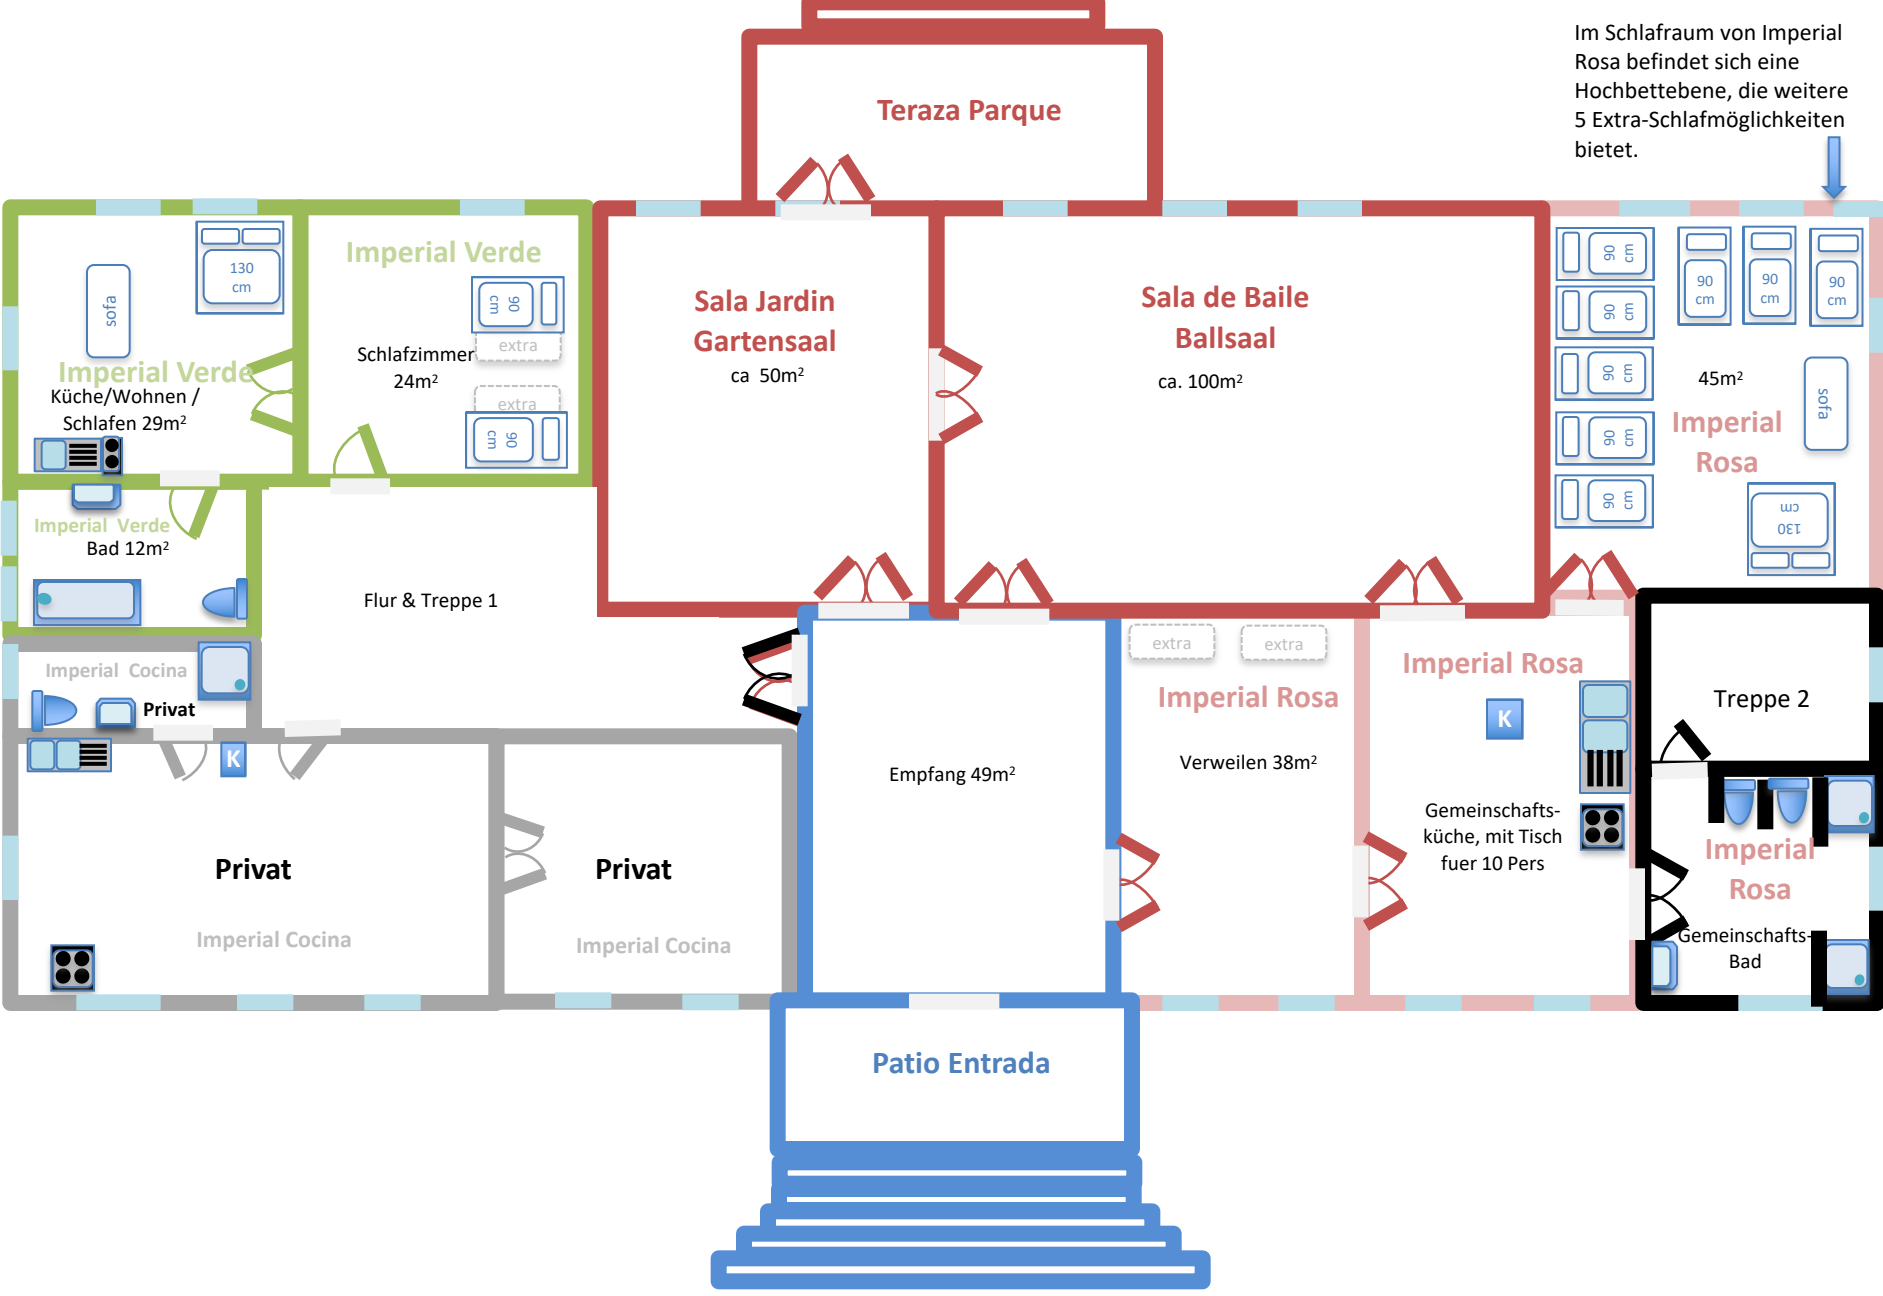 Im Schlafraum von Imperial
Rosa befindet sich eine
Hochbettebene, die weitere
5 Extra-Schlafmöglichkeiten
bietet.
Teraza Parque
130
cm
sofa
Imperial Verde
Küche/Wohnen /
Schlafen 29m²
Imperial Verde
90
cm
extra
Schlafzimmer
24m²
extra
90
cm
Sala Jardin
Gartensaal
ca 50m²
Sala de Baile
Ballsaal
ca. 100m²
90
cm
90
cm
90
cm
90
cm
90
cm
90
cm
90
cm
90
cm
45m²
sofa
Imperial
Rosa
130
cm
Imperial Verde
Bad 12m²
Flur & Treppe 1
Imperial Cocina
Privat
K
Privat
Imperial Cocina
Privat
Imperial Cocina
Empfang 49m²
extra
extra
Imperial Rosa
Verweilen 38m²
Imperial Rosa
K
Gemeinschafts-
küche, mit Tisch
fuer 10 Pers
Treppe 2
Imperial
Rosa
Gemeinschafts-
Bad
Patio Entrada